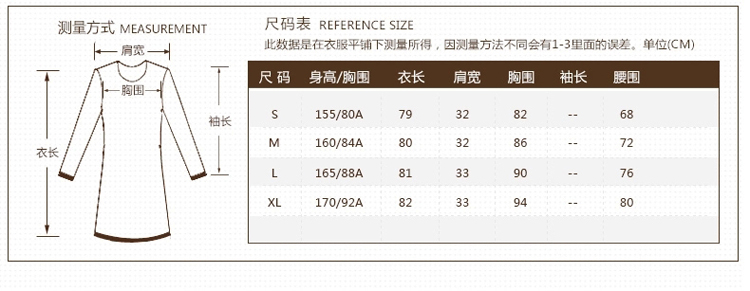 测量方式 MEASUREMENT
肩宽
胸围
袖长
衣长
尺码表 REFERENCE SIZE
此数据是在衣服平铺下测量所得，因测量方法不同会有1-3里面的误差。单位(CM)
尺 码 身高/胸围 衣长 肩宽 胸围 袖长 腰围
S 155/80A 79 32 82 -- 68
M 160/84A 80 32 86 -- 72
L 165/88A 81 33 90 -- 76
XL 170/92A 82 33 94 -- 80